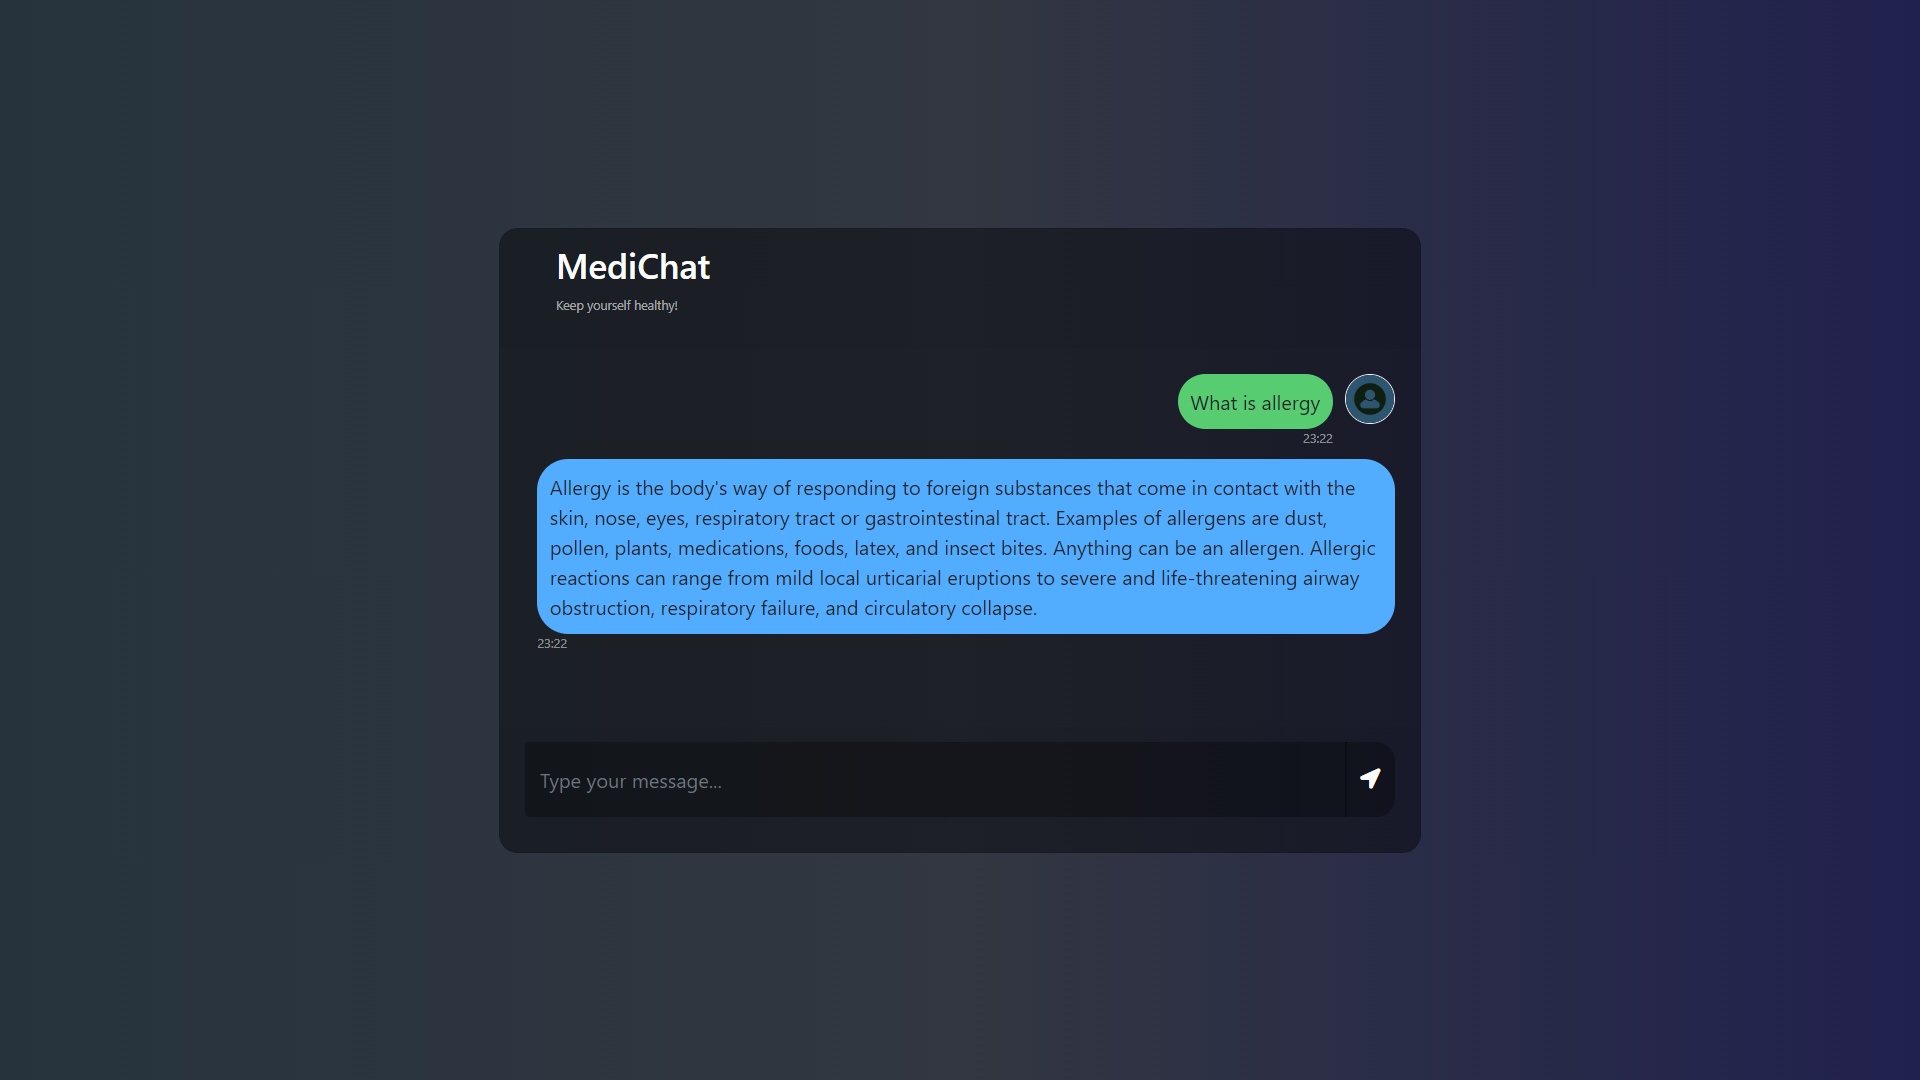 MediChat
Keep yourself healthy!
What is allergy
23:22
Allergy is the body's way of responding to foreign substances that come in contact with the
skin, nose, eyes, respiratory tract or gastrointestinal tract. Examples of allergens are dust,
pollen, plants, medications, foods, latex, and insect bites. Anything can be an allergen. Allergic
reactions can range from mild local urticarial eruptions to severe and life-threatening airway
obstruction, respiratory failure, and circulatory collapse.
23:22
Type your message...